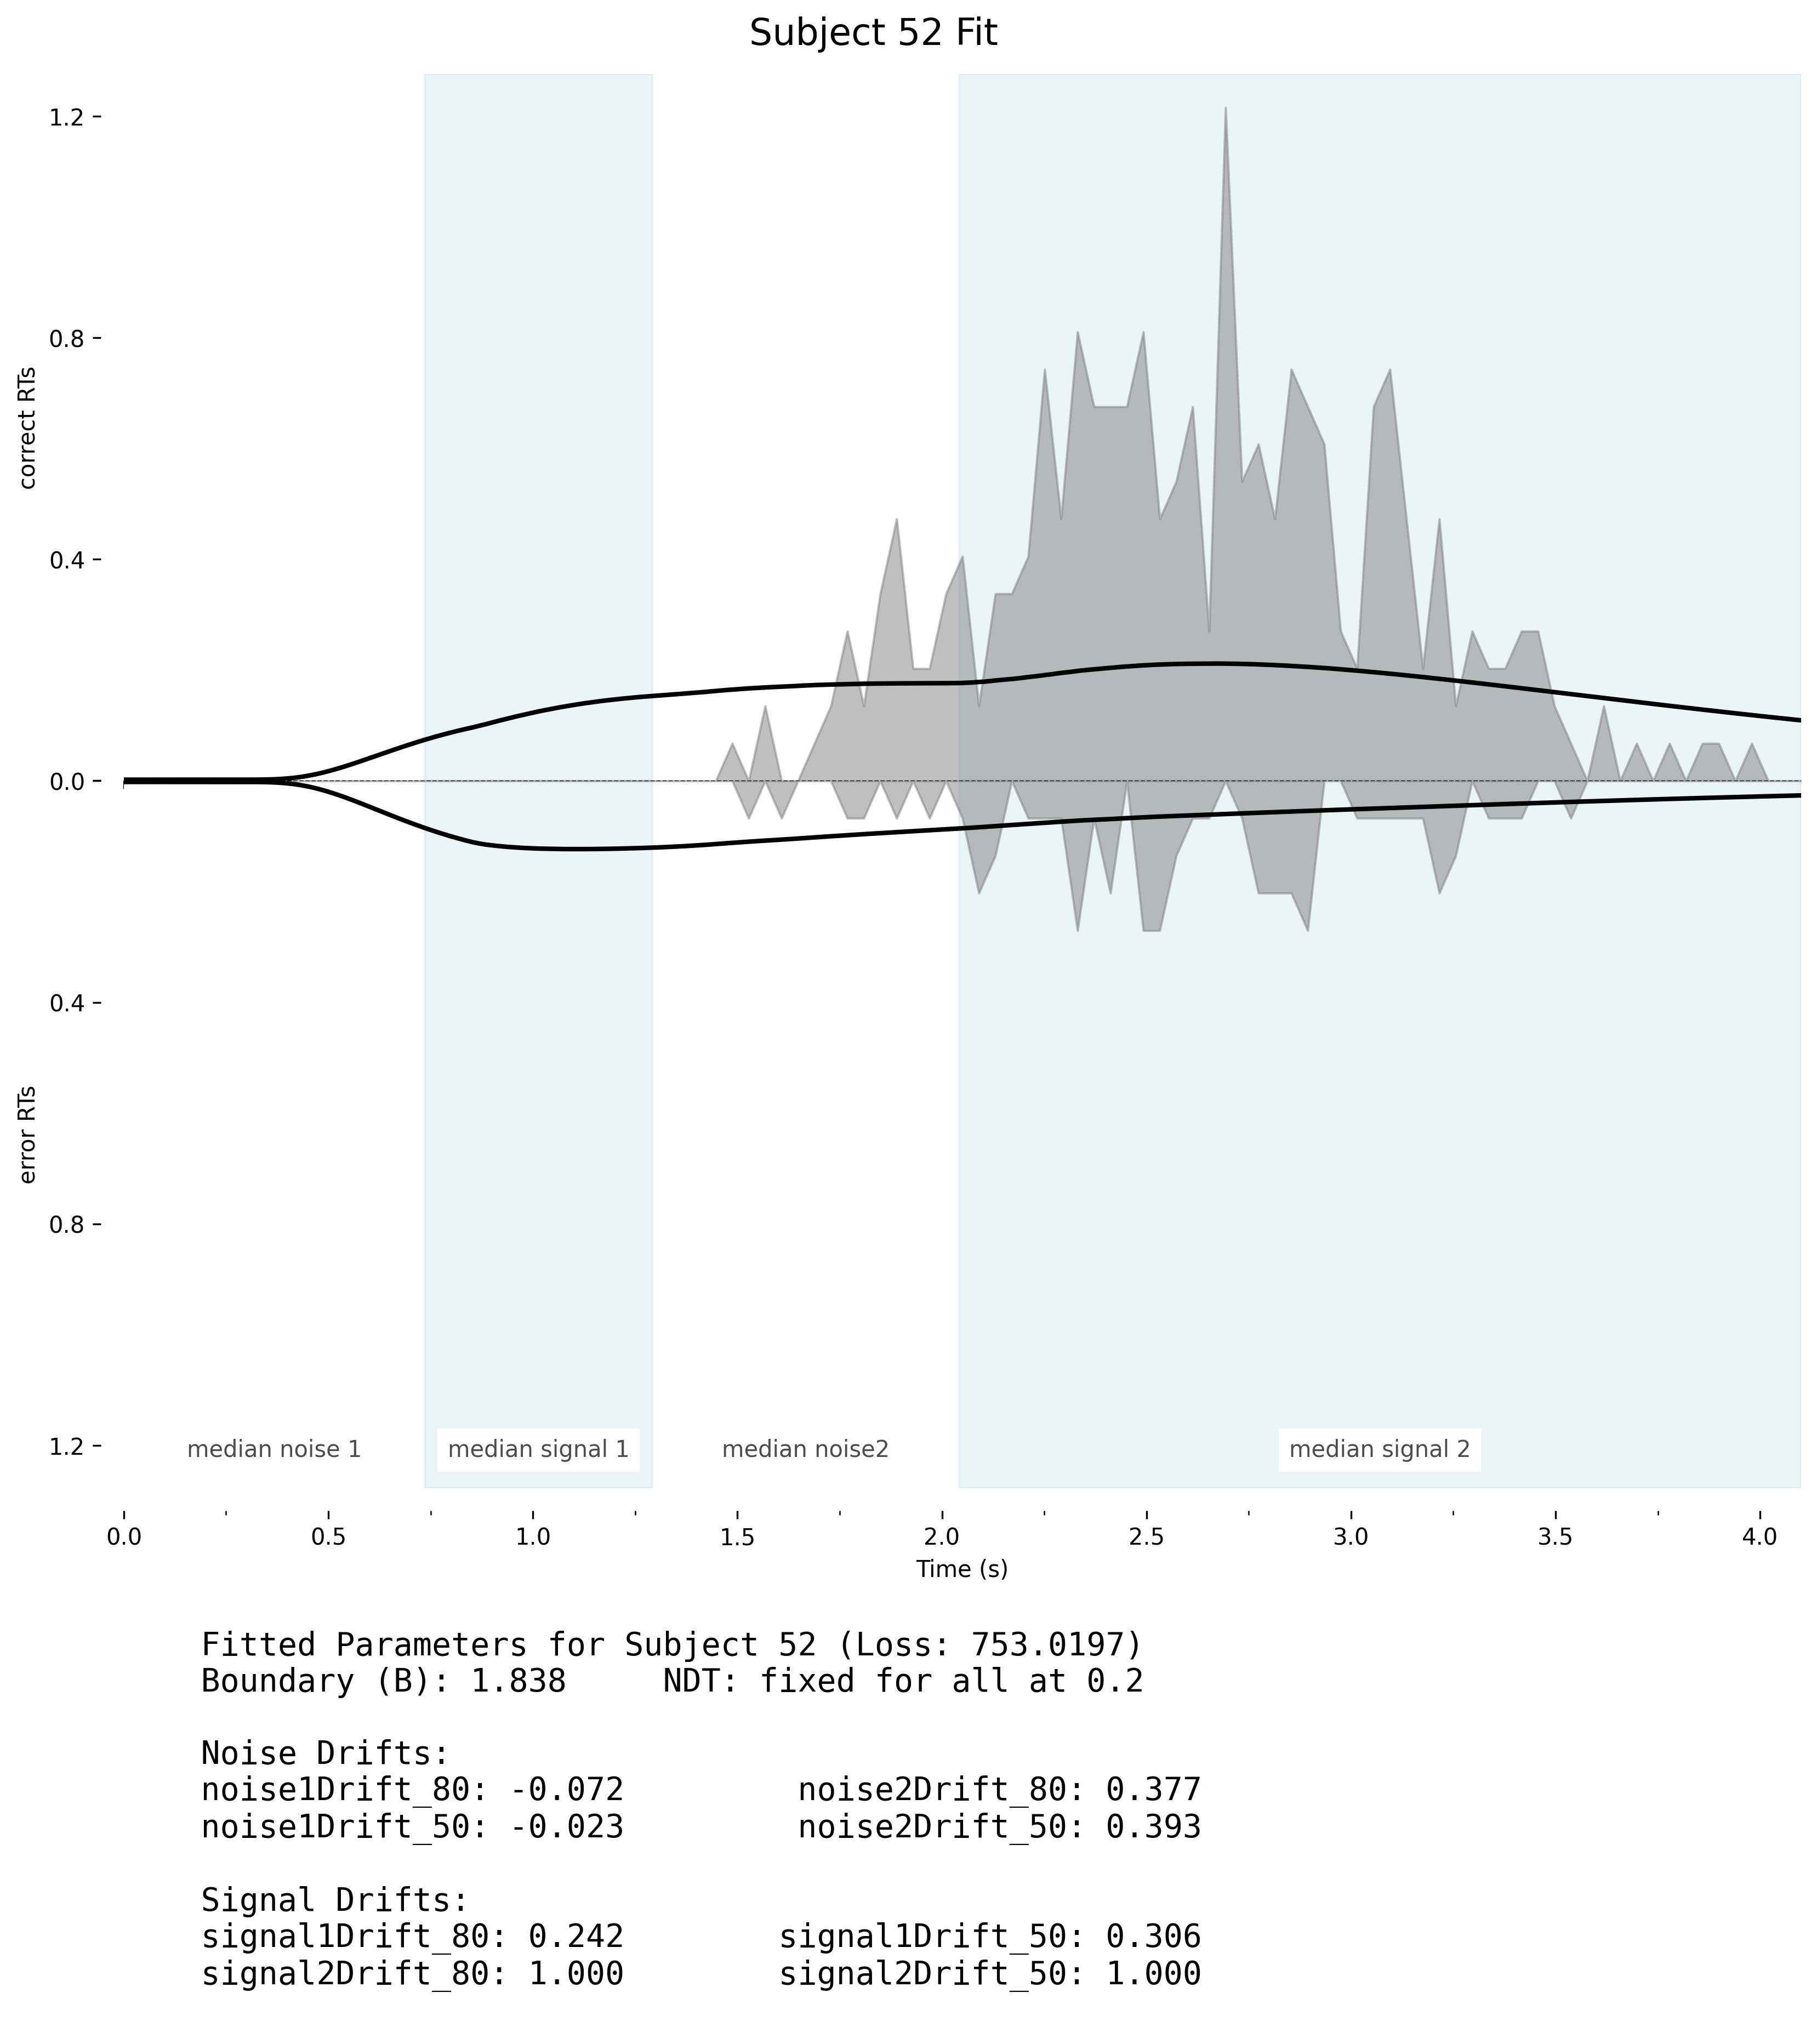 Subject 52 Fit
1.2
0.8
correct RTs
0.4
0.0
0.4
error RTs
0.8
1.2
median noise 1 median signal 1 median noise2 median signal 2
0.0 0.5 1.0 1.5 2.0 2.5 3.0 3.5 4.0
Time (s)
Fitted Parameters for Subject 52 (Loss: 753.0197)
Boundary (B): 1.838 NDT: fixed for all at 0.2
Noise Drifts:
noise1Drift_80: -0.072 noise2Drift_80: 0.377
noise1Drift_50: -0.023 noise2Drift_50: 0.393
Signal Drifts:
signal1Drift_80: 0.242 signal1Drift_50: 0.306
signal2Drift_80: 1.000 signal2Drift_50: 1.000